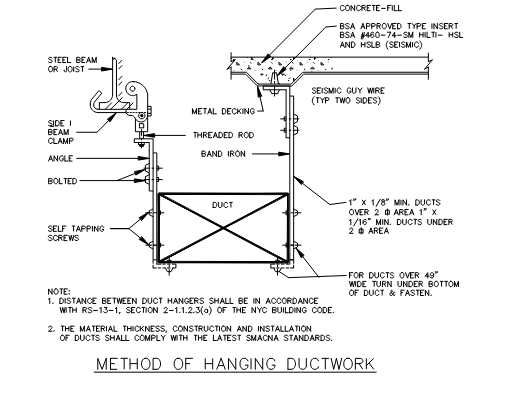 CONCRETE-FILL
BSA APPROVED TYPE INSERT
BSA #460-74-SM HILTI- HSL
AND HSLB (SEISMIC)
STEEL BEAM
OR JOIST
SEISMIC GUY WIRE
(TYP TWO SIDES)
METAL DECKING
SIDE I
BEAM
CLAMP
THREADED ROD
BAND IRON
ANGLE
BOLTED
DUCT
1" X 1/8" MIN. DUCTS
OVER 2 ф AREA 1" X
1/16" MIN. DUCTS UNDER
2 ф AREA
SELF TAPPING
SCREWS
FOR DUCTS OVER 49"
WIDE TURN UNDER BOTTOM
OF DUCT & FASTEN.
NOTE:
1. DISTANCE BETWEEN DUCT HANGERS SHALL BE IN ACCORDANCE
WITH RS-13-1, SECTION 2-1.1.2.3(a) OF THE NYC BUILDING CODE.
2. THE MATERIAL THICKNESS, CONSTRUCTION AND INSTALLATION
OF DUCTS SHALL COMPLY WITH THE LATEST SMACNA STANDARDS.
METHOD OF HANGING DUCTWORK